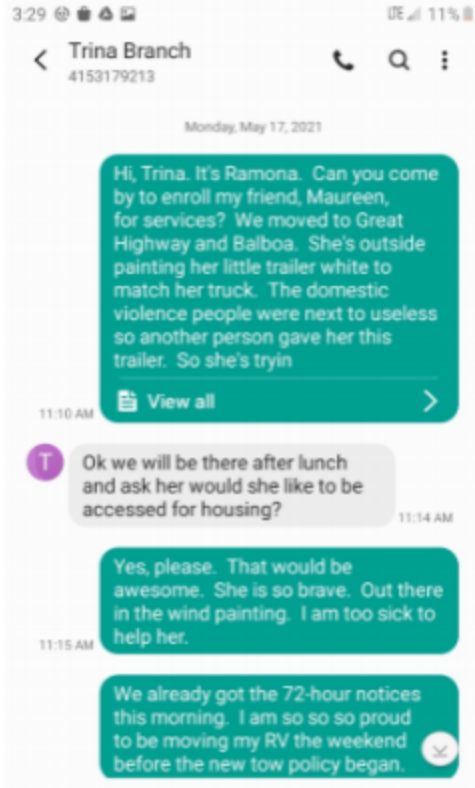 3:29 LTE 11%
Trina Branch
4153179213
Monday, May 17, 2021
Hi, Trina. It's Ramona. Can you come
by to enroll my friend, Maureen,
for services? We moved to Great
Highway and Balboa. She's outside
painting her little trailer white to
match her truck. The domestic
violence people were next to useless
so another person gave her this
trailer. So she's tryin
View all
11:10 AM
T
Ok we will be there after lunch
and ask her would she like to be
accessed for housing?
11:14 AM
Yes, please. That would be
awesome. She is so brave. Out there
in the wind painting. I am too sick to
help her.
11:15 AM
We already got the 72-hour notices
this morning. I am so so so proud
to be moving my RV the weekend
before the new tow policy began.